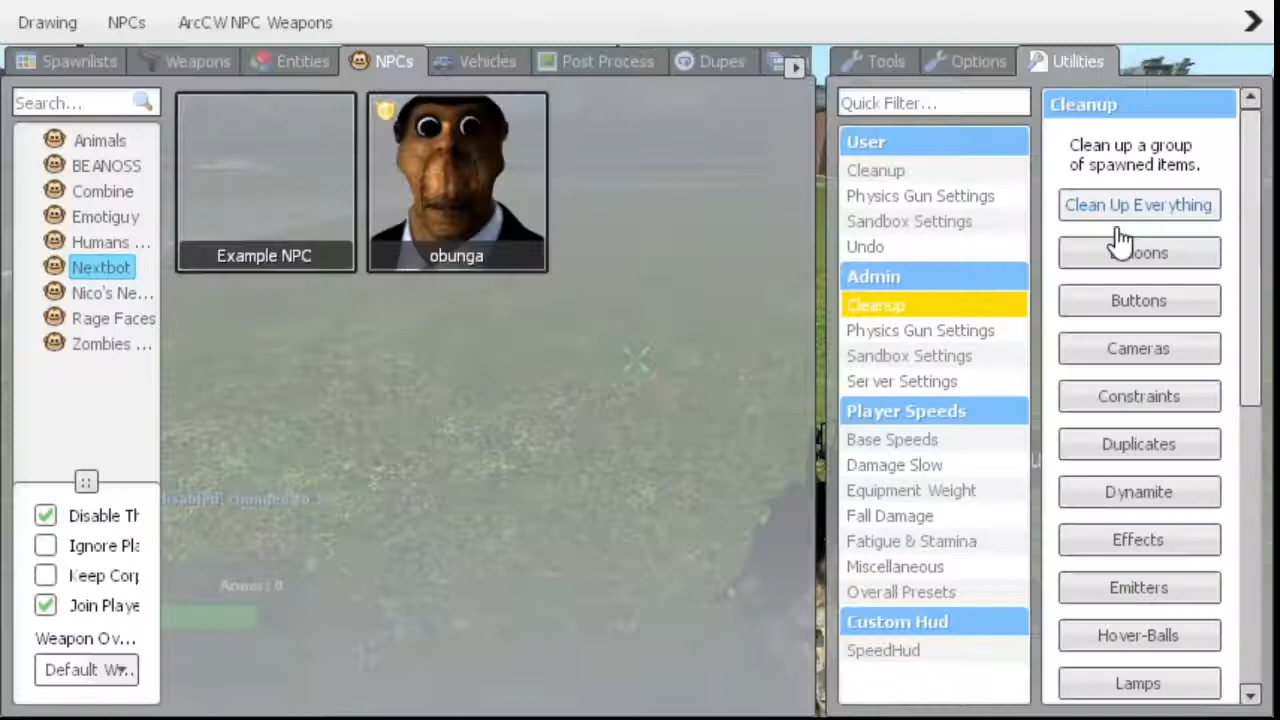 Drawing NPCs ArcCW NPC Weapons
Spawnlists Weapons Entities NPCs Vehicles Post Process Dupes
Search...
Animals
BEANOSS
Combine
Emotiguy
Humans ...
Nextbot
Nico's Ne...
Rage Faces
Zombies ...
Example NPC
obunga
Disable Th
Ignore Pla
Keep Corp
Join Playe
Weapon Ov...
Default W...
Armor: 0
Tools Options Utilities
Quick Filter...
User
Cleanup
Physics Gun Settings
Sandbox Settings
Undo
Admin
Cleanup
Physics Gun Settings
Sandbox Settings
Server Settings
Player Speeds
Base Speeds
Damage Slow
Equipment Weight
Fall Damage
Fatigue & Stamina
Miscellaneous
Overall Presets
Custom Hud
SpeedHud
Cleanup
Clean up a group
of spawned items.
Clean Up Everything
Buttons
Cameras
Constraints
Duplicates
Dynamite
Effects
Emitters
Hover-Balls
Lamps